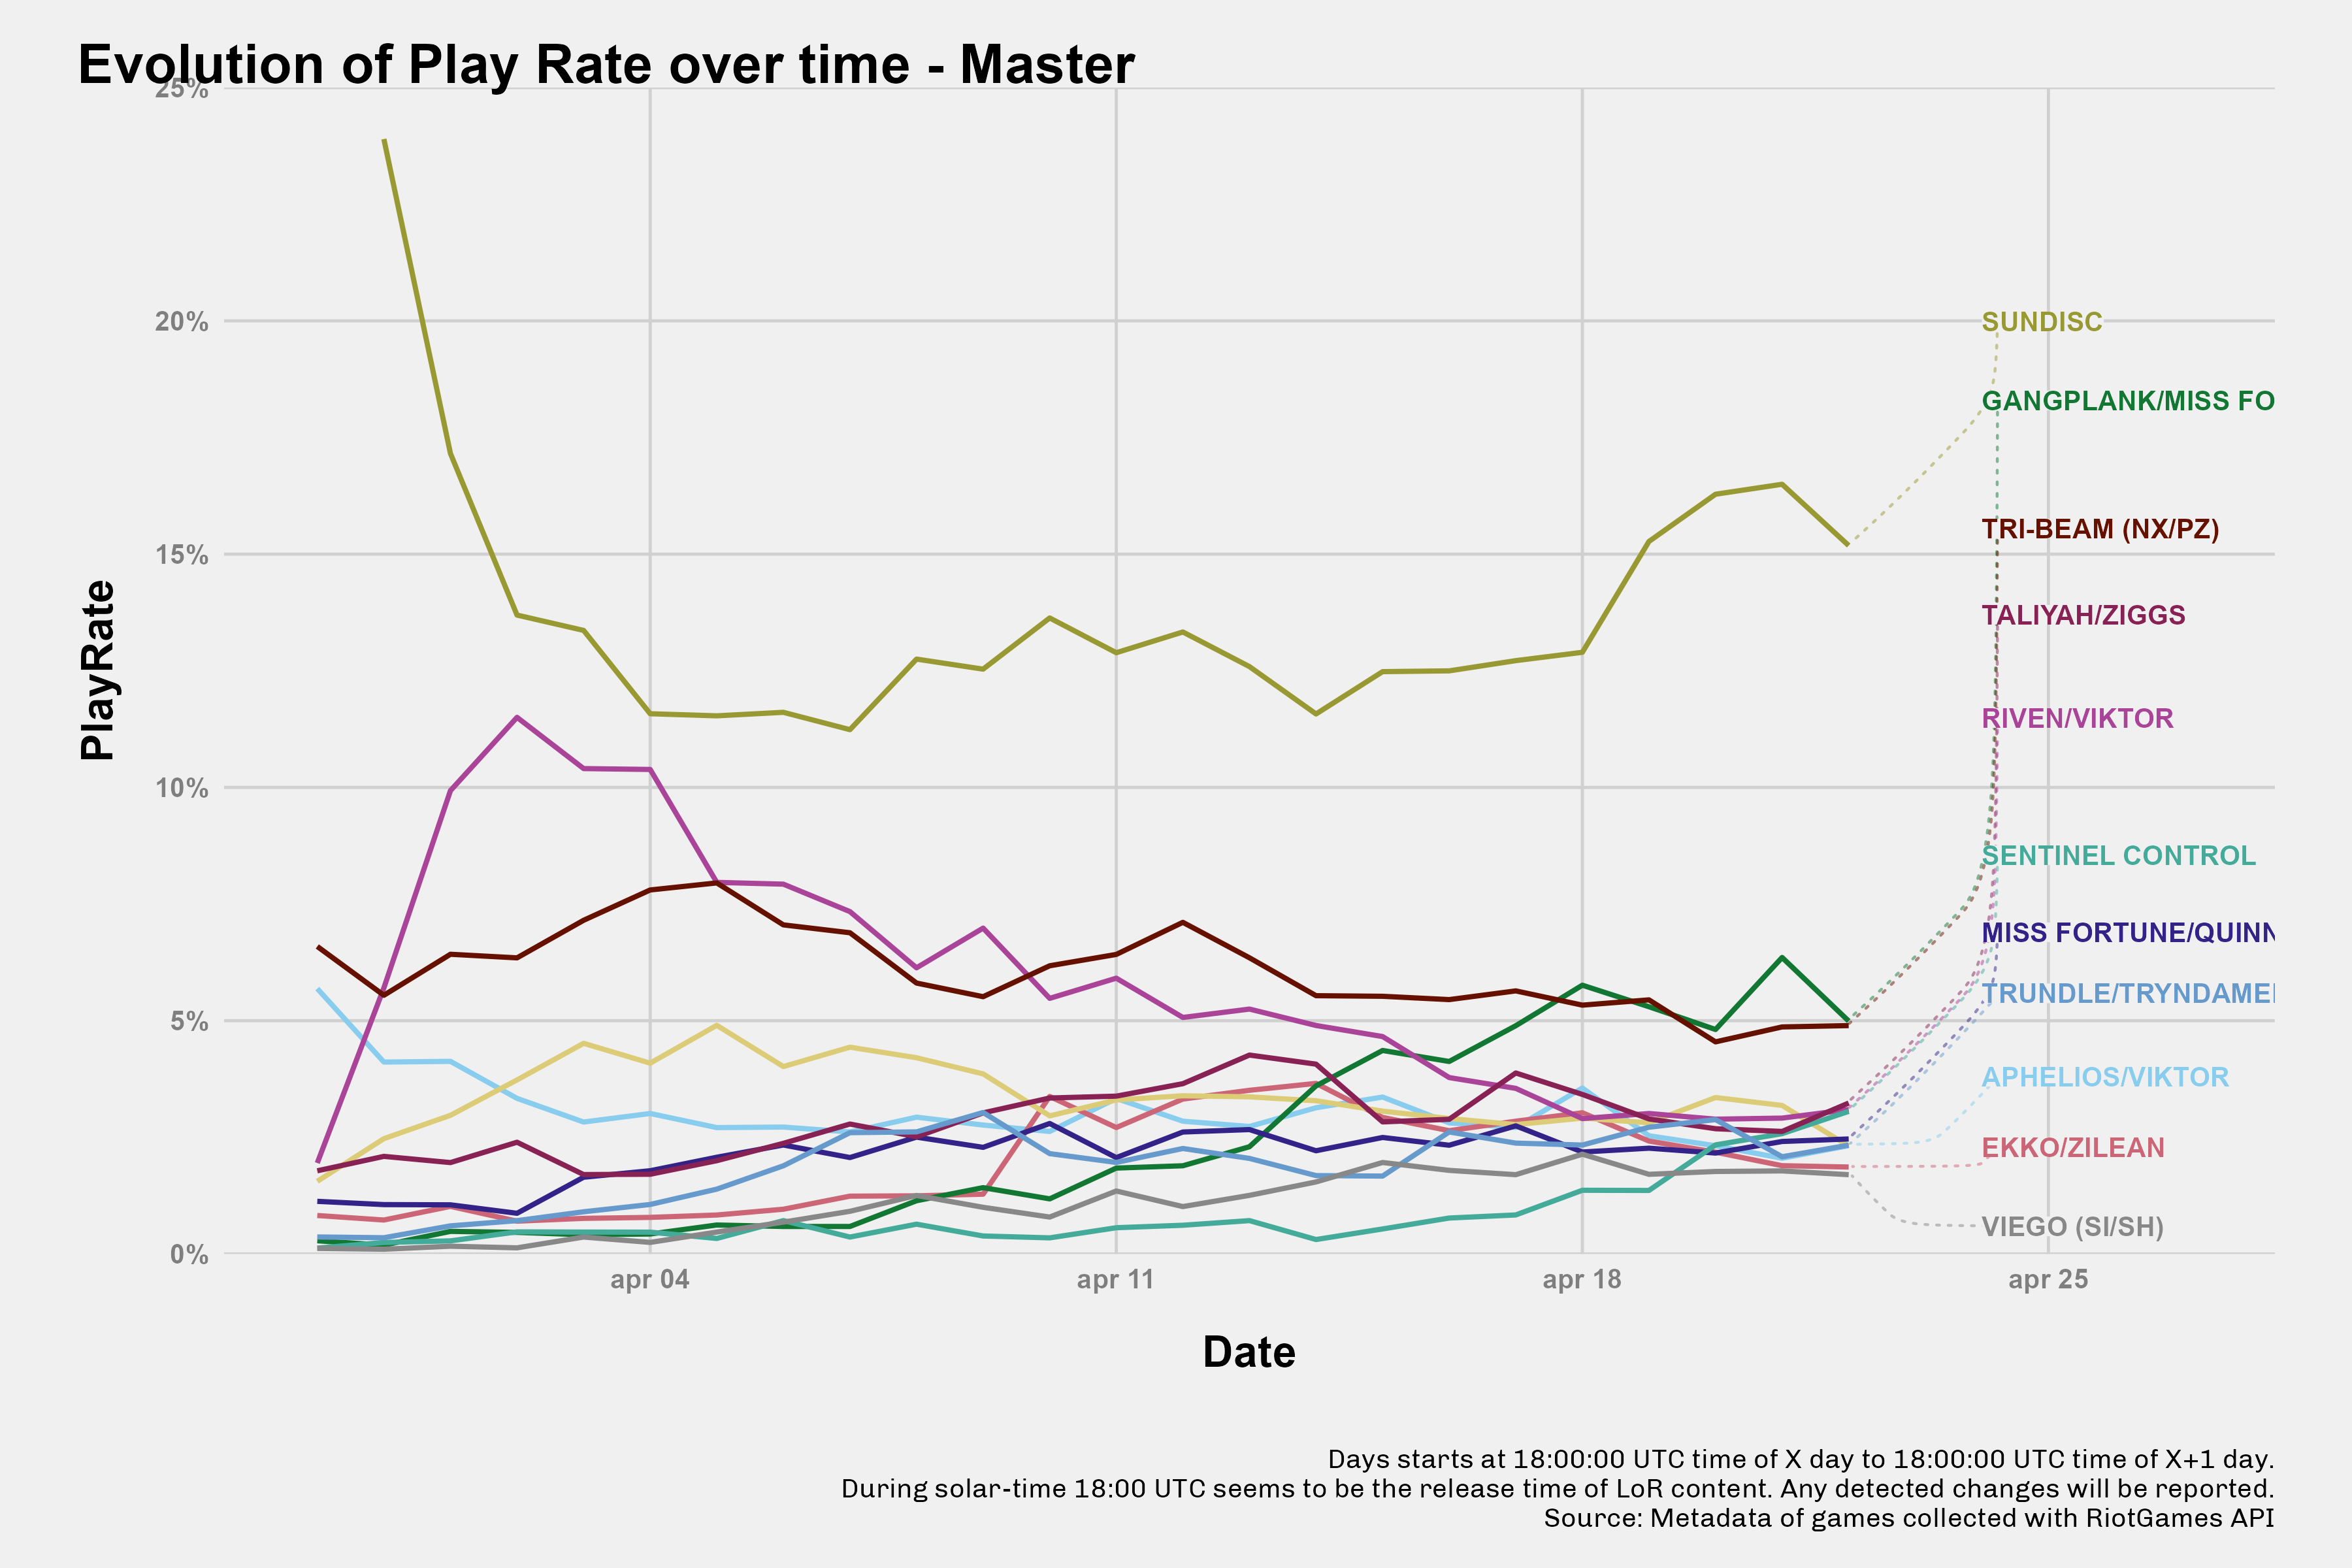 Evolution of Play Rate over time - Master
25%
20%
15%
10%
5%
0%
PlayRate
SUNDISC
GANGPLANK/MISS FO
TRI-BEAM (NX/PZ)
TALIYAH/ZIGGS
RIVEN/VIKTOR
SENTINEL CONTROL
MISS FORTUNE/QUINN
TRUNDLE/TRYNDAME
APHELIOS/VIKTOR
EKKO/ZILEAN
VIEGO (SI/SH)
apr 04 apr 11 apr 18 apr 25
Date
Days starts at 18:00:00 UTC time of X day to 18:00:00 UTC time of X+1 day.
During solar-time 18:00 UTC seems to be the release time of LoR content. Any detected changes will be reported.
Source: Metadata of games collected with RiotGames API